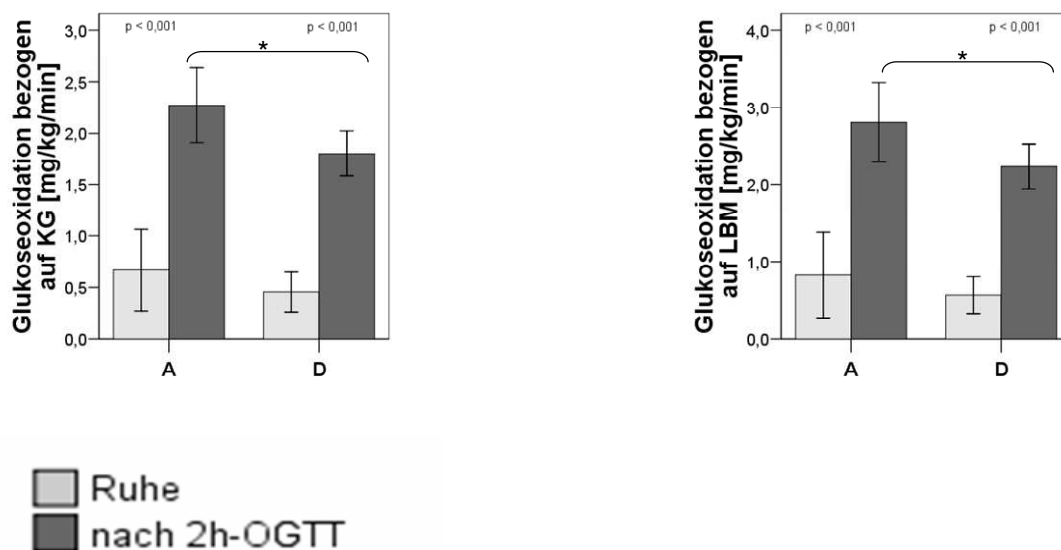 Glukoseoxidation bezogen
auf KG [mg/kg/min]
3,0
2,5
2,0
1,5
1,0
0,5
0,0
p < 0,001
p < 0,001
*
A
D
Glukoseoxidation bezogen
auf LBM [mg/kg/min]
4,0
3,0
2,0
1,0
0,0
p < 0,001
p < 0,001
*
A
D
Ruhe
nach 2h-OGTT